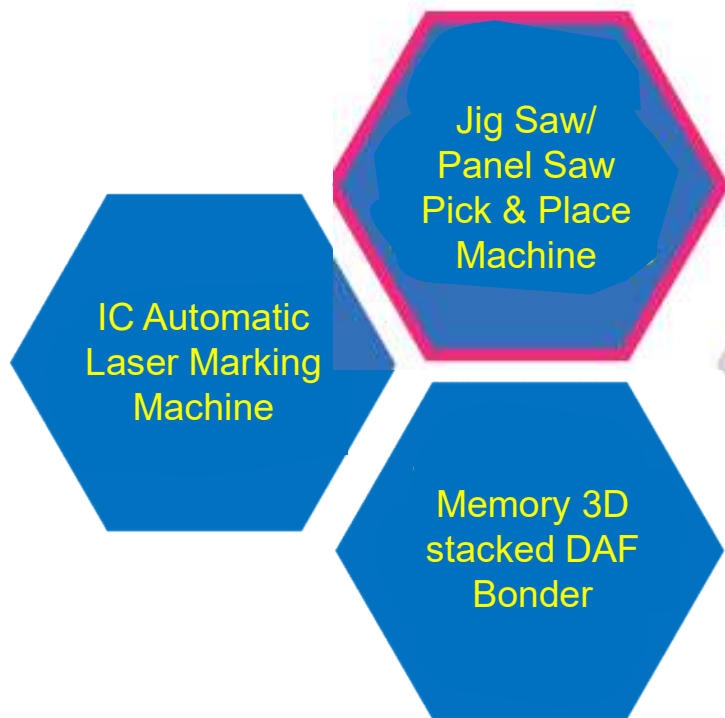 Jig Saw/
Panel Saw
Pick & Place
Machine
IC Automatic
Laser Marking
Machine
Memory 3D
stacked DAF
Bonder